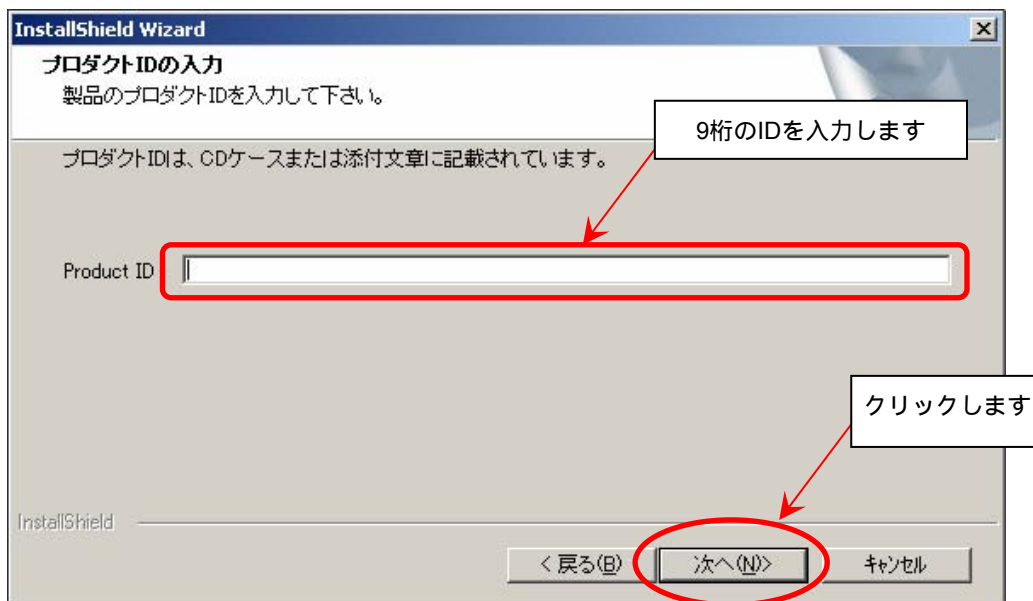 InstallShield Wizard
プロダクトIDの入力
製品のプロダクトIDを入力して下さい。
9桁のIDを入力します
プロダクトIDは、CDケースまたは添付文章に記載されています。
Product ID
クリックします
InstallShield
< 戻る(B)
次へ(N)>
キャンセル